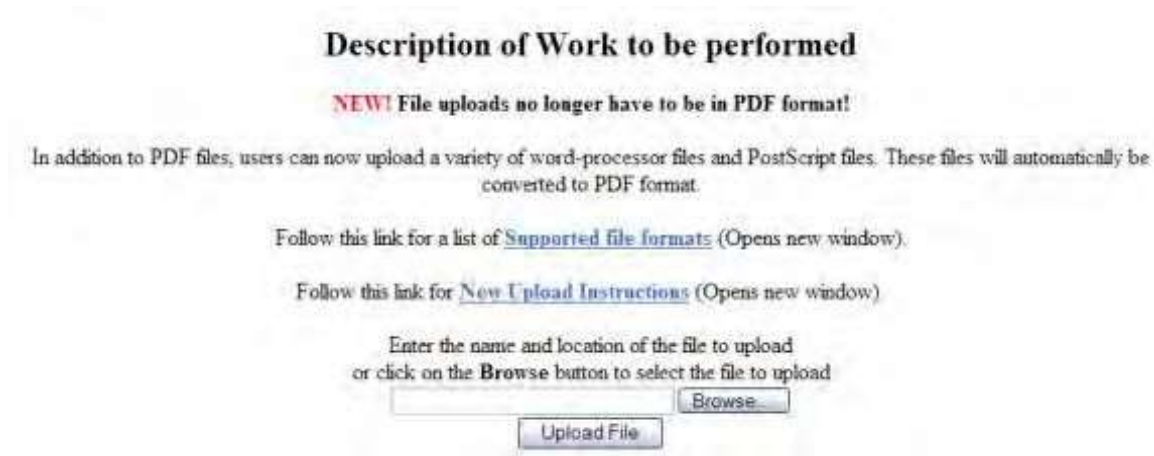 Description of Work to be performed
NEW! File uploads no longer have to be in PDF format!
In addition to PDF files, users can now upload a variety of word-processor files and PostScript files. These files will automatically be
converted to PDF format.
Follow this link for a list of Supported file formats (Opens new window).
Follow this link for New Upload Instructions (Opens new window)
Enter the name and location of the file to upload
or click on the Browse button to select the file to upload
Browse...
Upload File